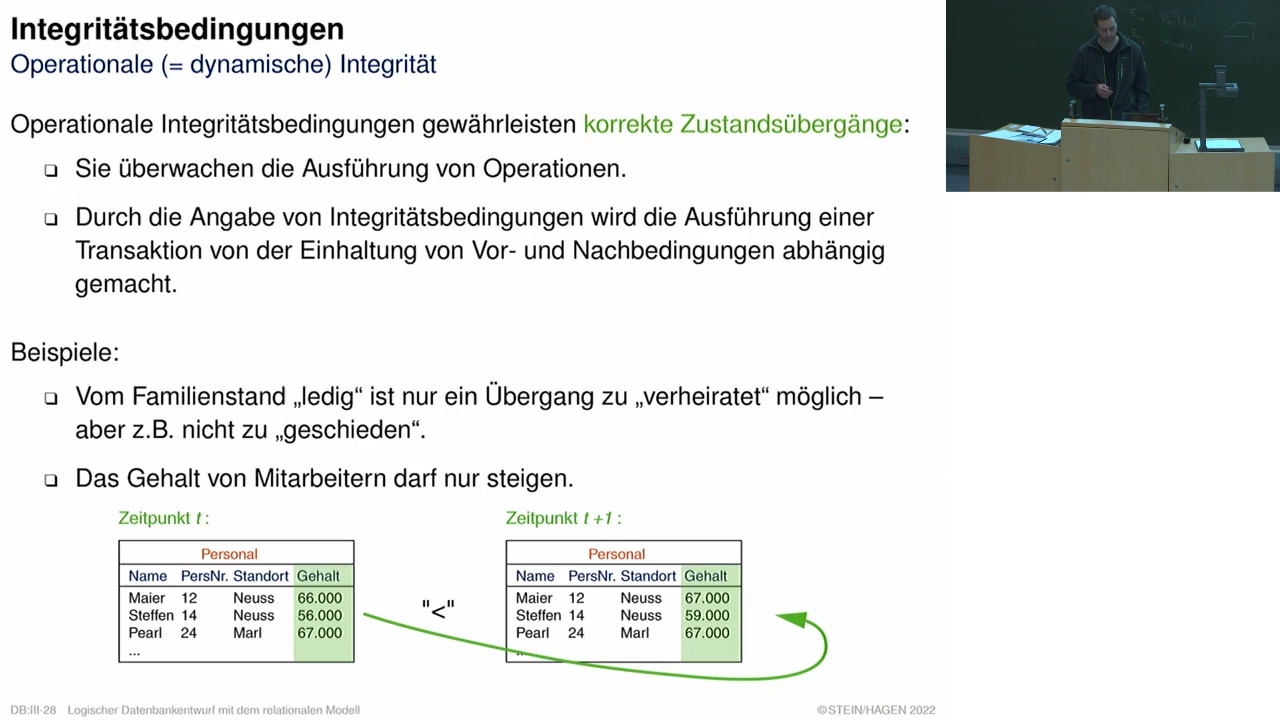 Integritätsbedingungen
Operationale (= dynamische) Integrität
Operationale Integritätsbedingungen gewährleisten korrekte Zustandsübergänge:
❑ Sie überwachen die Ausführung von Operationen.
❑ Durch die Angabe von Integritätsbedingungen wird die Ausführung einer
Transaktion von der Einhaltung von Vor- und Nachbedingungen abhängig
gemacht.
Beispiele:
❑ Vom Familienstand „ledig“ ist nur ein Übergang zu „verheiratet“ möglich –
aber z.B. nicht zu „geschieden“.
❑ Das Gehalt von Mitarbeitern darf nur steigen.
Zeitpunkt t :
Personal
Name PersNr. Standort Gehalt
Maier 12 Neuss 66.000
Steffen 14 Neuss 56.000
Pearl 24 Marl 67.000
...
"<"
Zeitpunkt t +1 :
Personal
Name PersNr. Standort Gehalt
Maier 12 Neuss 67.000
Steffen 14 Neuss 59.000
Pearl 24 Marl 67.000
...
DB:III-28 Logischer Datenbankentwurf mit dem relationalen Modell
©STEIN/HAGEN 2022